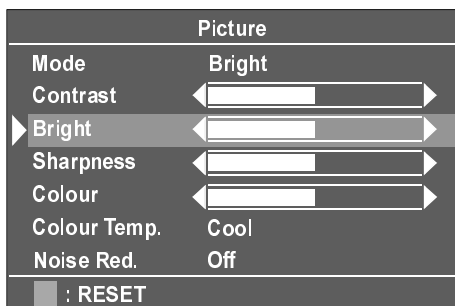 Picture
Mode Bright
Contrast
Bright
Sharpness
Colour
Colour Temp. Cool
Noise Red. Off
: RESET